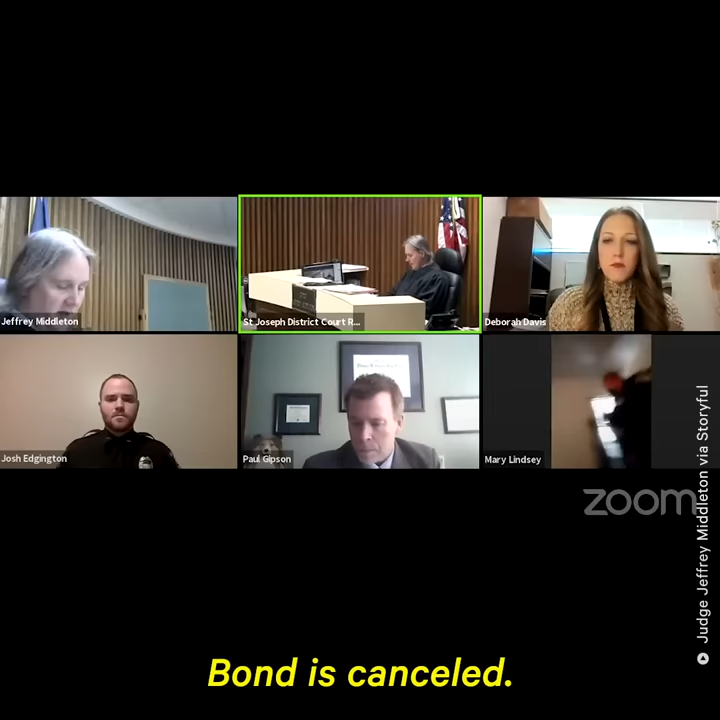 Jeffrey Middleton
St. Joseph District Court R...
Deborah Davis
Josh Edgington
Paul Gipson
Mary Lindsey
zoom
Judge Jeffrey Middleton via Storyful
Bond is canceled.